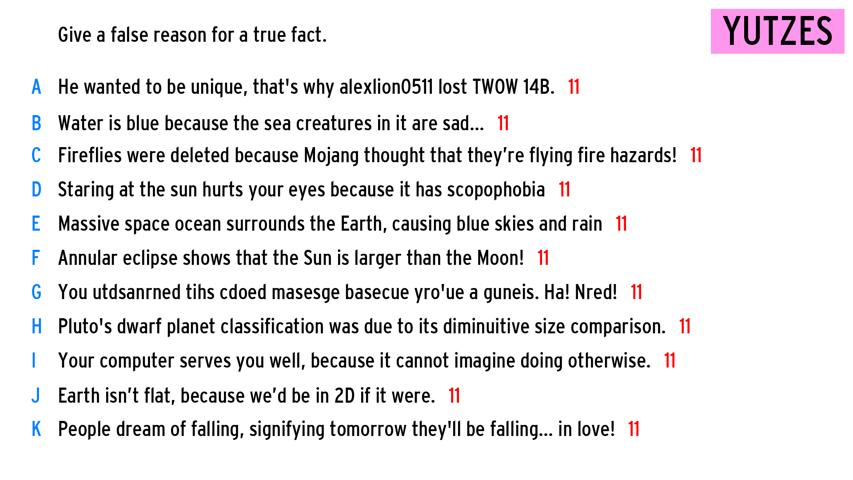 Give a false reason for a true fact.
YUTZES
A He wanted to be unique, that's why alexlion0511 lost TWOW 14B. 11
B Water is blue because the sea creatures in it are sad... 11
C Fireflies were deleted because Mojang thought that they’re flying fire hazards! 11
D Staring at the sun hurts your eyes because it has scopophobia 11
E Massive space ocean surrounds the Earth, causing blue skies and rain 11
F Annular eclipse shows that the Sun is larger than the Moon! 11
G You utdsanrned tihs cdoed masesge basecue yro'ue a guneis. Ha! Nred! 11
H Pluto's dwarf planet classification was due to its diminuitive size comparison. 11
I Your computer serves you well, because it cannot imagine doing otherwise. 11
J Earth isn’t flat, because we’d be in 2D if it were. 11
K People dream of falling, signifying tomorrow they'll be falling... in love! 11